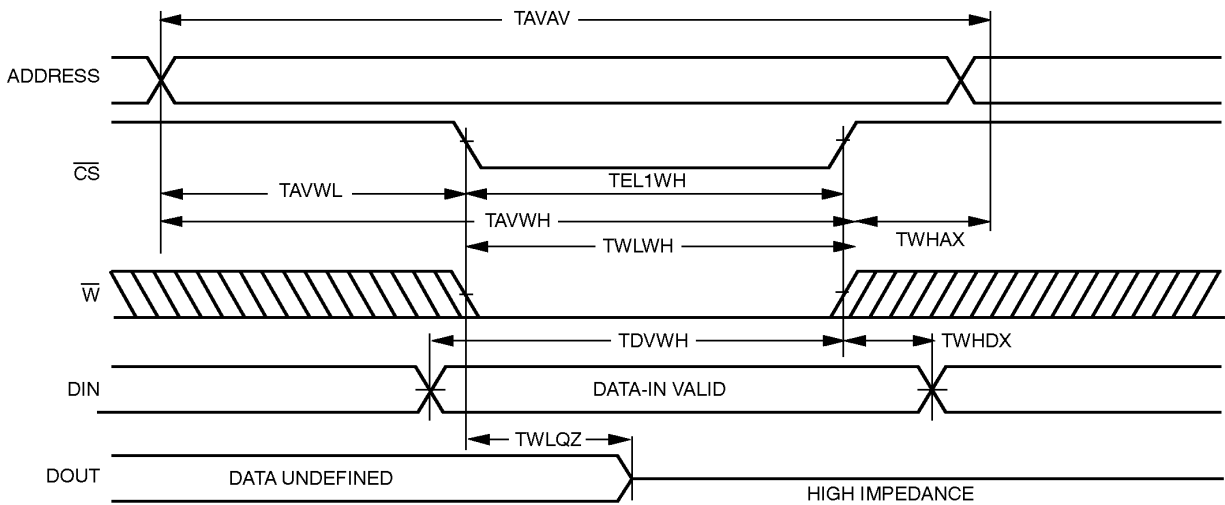 TAVAV
ADDRESS
C̅S̅
TAVWL
TEL1WH
TAVWH
TWHAX
TWLWH
W̅
TDVWH
TWHDX
DIN
DATA-IN VALID
TWLQZ
DOUT
DATA UNDEFINED
HIGH IMPEDANCE